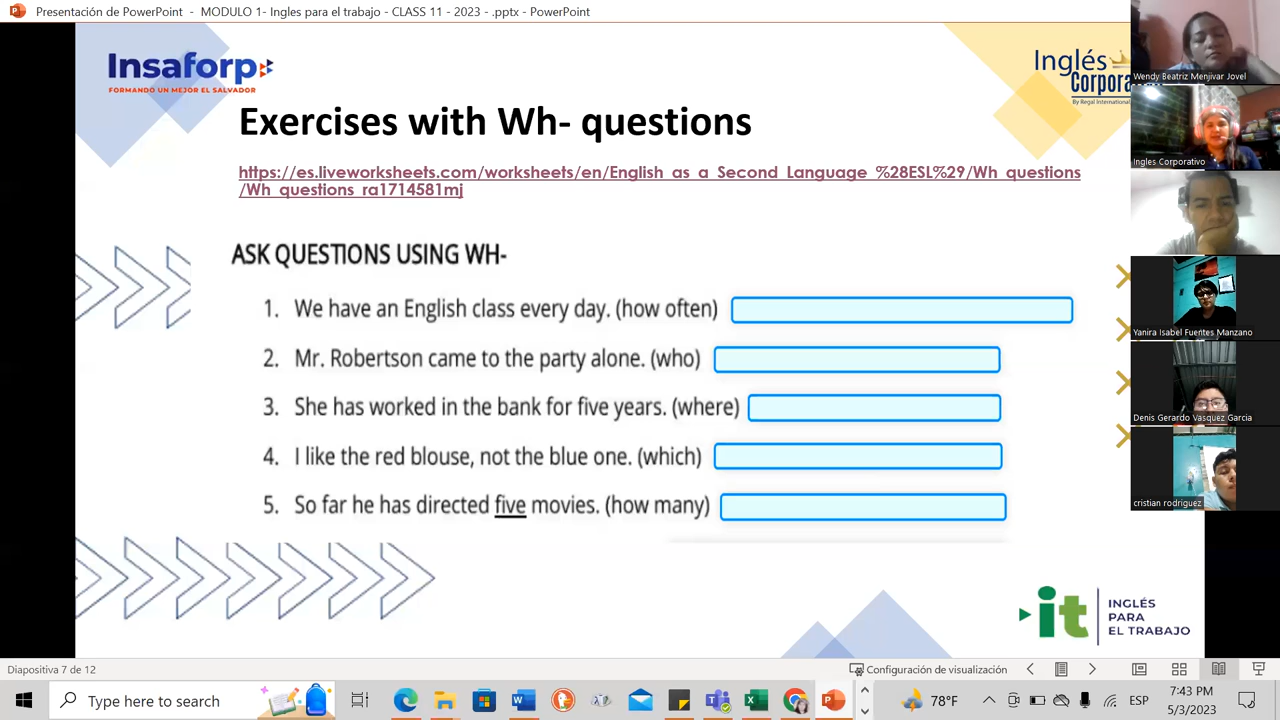 Presentación de PowerPoint - MODULO 1- Ingles para el trabajo - CLASS 11 - 2023 - .pptx - PowerPoint
Insaforp
FORMANDO UN MEJOR EL SALVADOR
Inglés
By Regal International
Exercises with Wh- questions
https://es.liveworksheets.com/worksheets/en/English_as_a_Second_Language_%28ESL%29/Wh_questions
/Wh_questions_ra1714581mj
ASK QUESTIONS USING WH-
1. We have an English class every day. (how often)
2. Mr. Robertson came to the party alone. (who)
3. She has worked in the bank for five years. (where)
4. I like the red blouse, not the blue one. (which)
5. So far he has directed five movies. (how many)
it
INGLÉS
PARA
EL TRABAJO
Wendy Beatriz Menjivar Jovel
Ingles Corporativo
Yanira Isabel Fuentes Manzano
Denis Gerardo Vasquez Garcia
cristian rodriguez
Diapositiva 7 de 12
Configuración de visualización
Type here to search
78°F
ESP
7:43 PM
5/3/2023